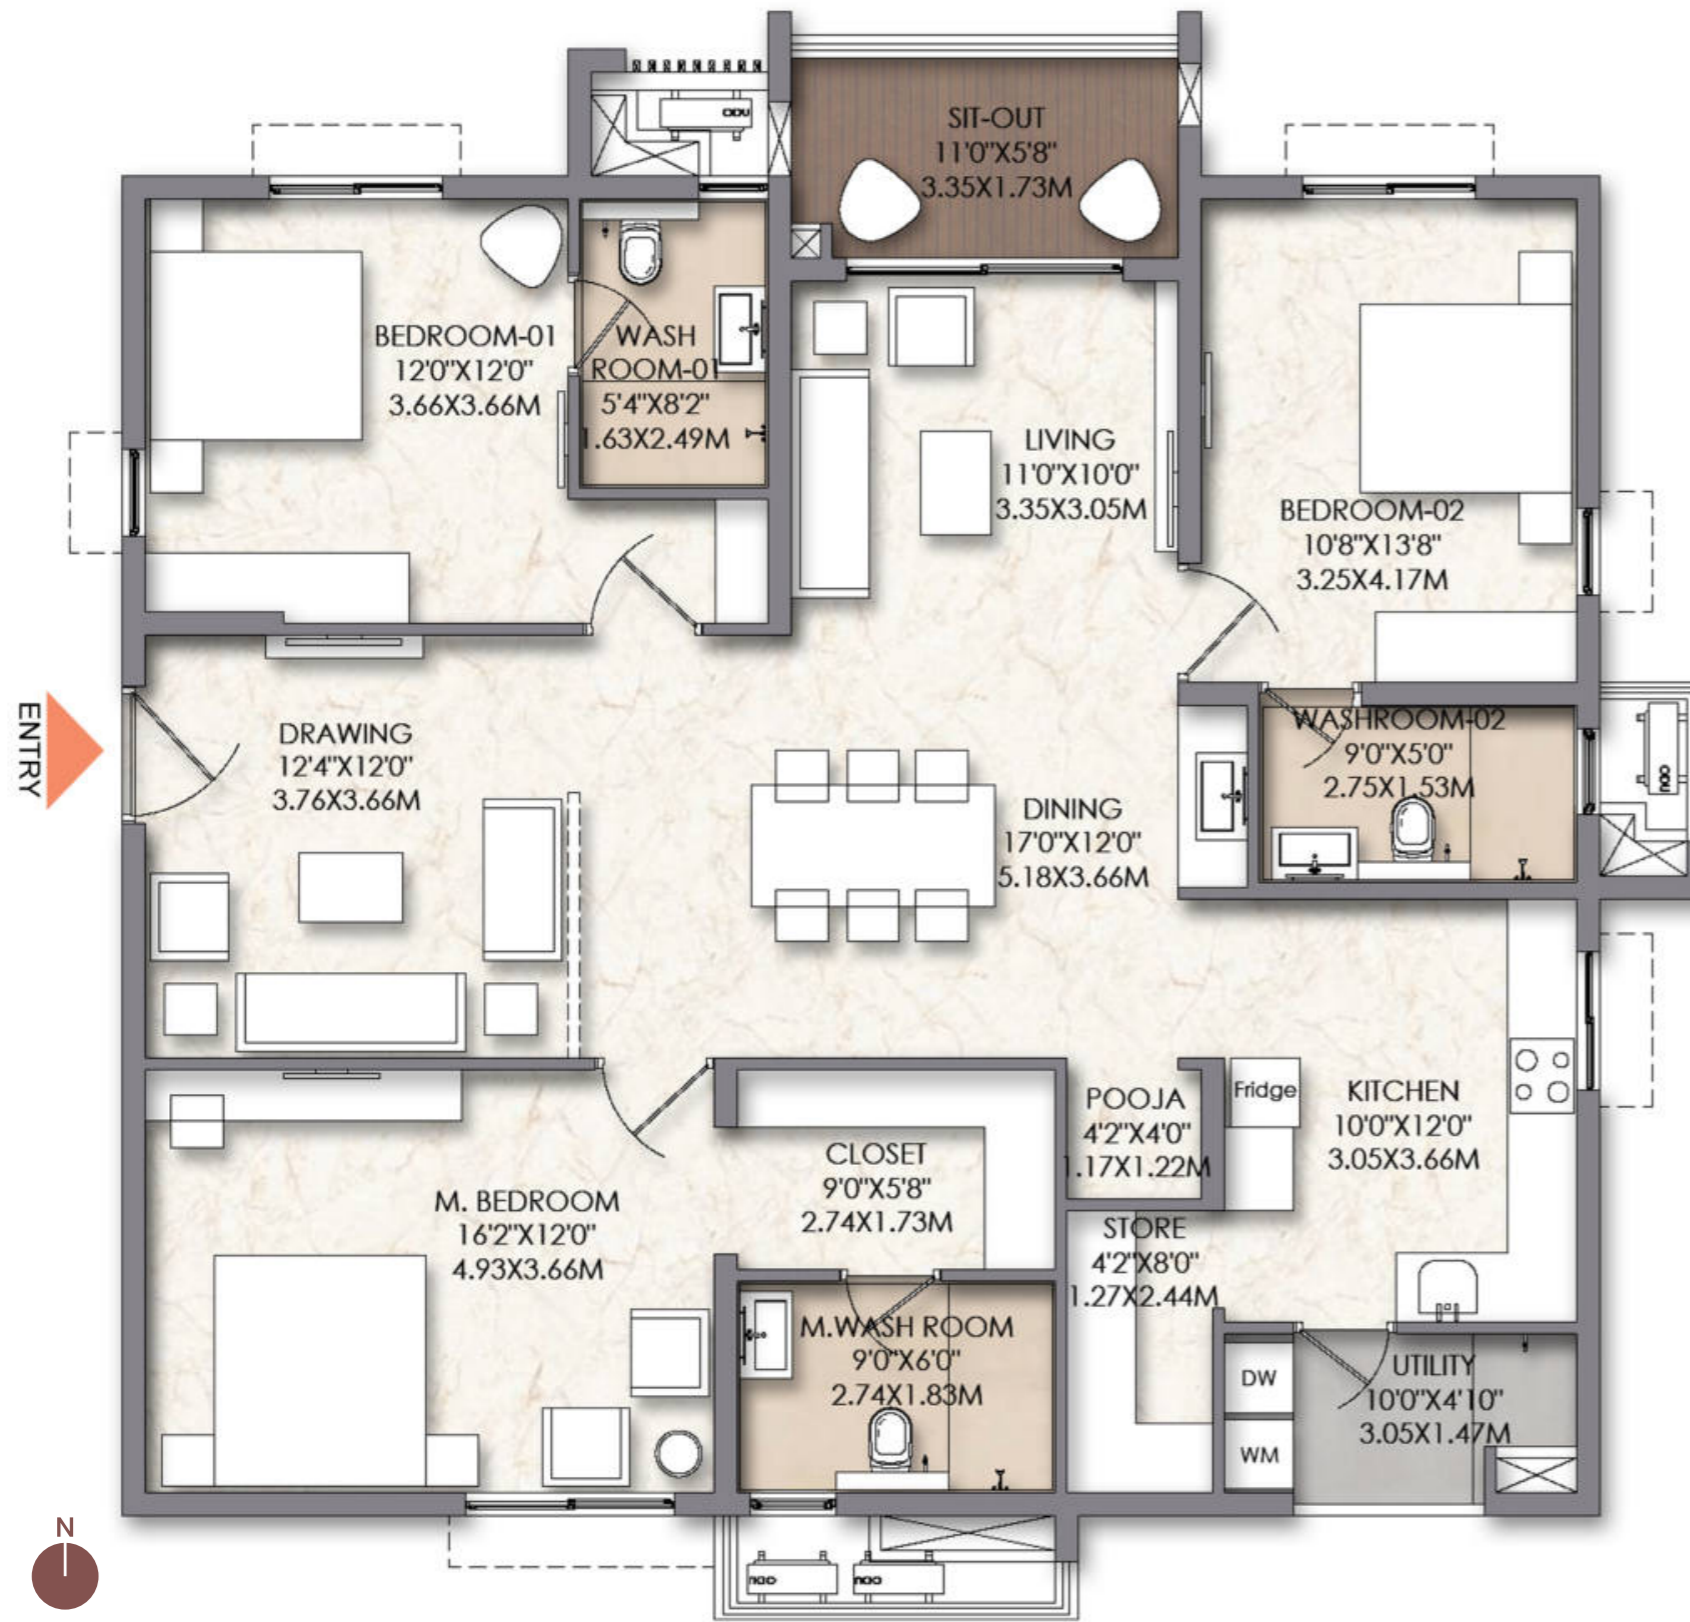 SIT-OUT
11'0"X5'8"
3.35X1.73M
BEDROOM-01
12'0"X12'0"
3.66X3.66M
WASH
ROOM-01
5'4"X8'2"
1.63X2.49M
LIVING
11'0"X10'0"
3.35X3.05M
BEDROOM-02
10'8"X13'8"
3.25X4.17M
ENTRY
DRAWING
12'4"X12'0"
3.76X3.66M
DINING
17'0"X12'0"
5.18X3.66M
WASHROOM-02
9'0"X5'0"
2.75X1.53M
M. BEDROOM
16'2"X12'0"
4.93X3.66M
CLOSET
9'0"X5'8"
2.74X1.73M
POOJA
4'2"X4'0"
1.17X1.22M
Fridge
KITCHEN
10'0"X12'0"
3.05X3.66M
STORE
4'2"X8'0"
1.27X2.44M
M.WASH ROOM
9'0"X6'0"
2.74X1.83M
DW
WM
UTILITY
10'0"X4'10"
3.05X1.47M
N
ODU
ODU
ODU
ODU